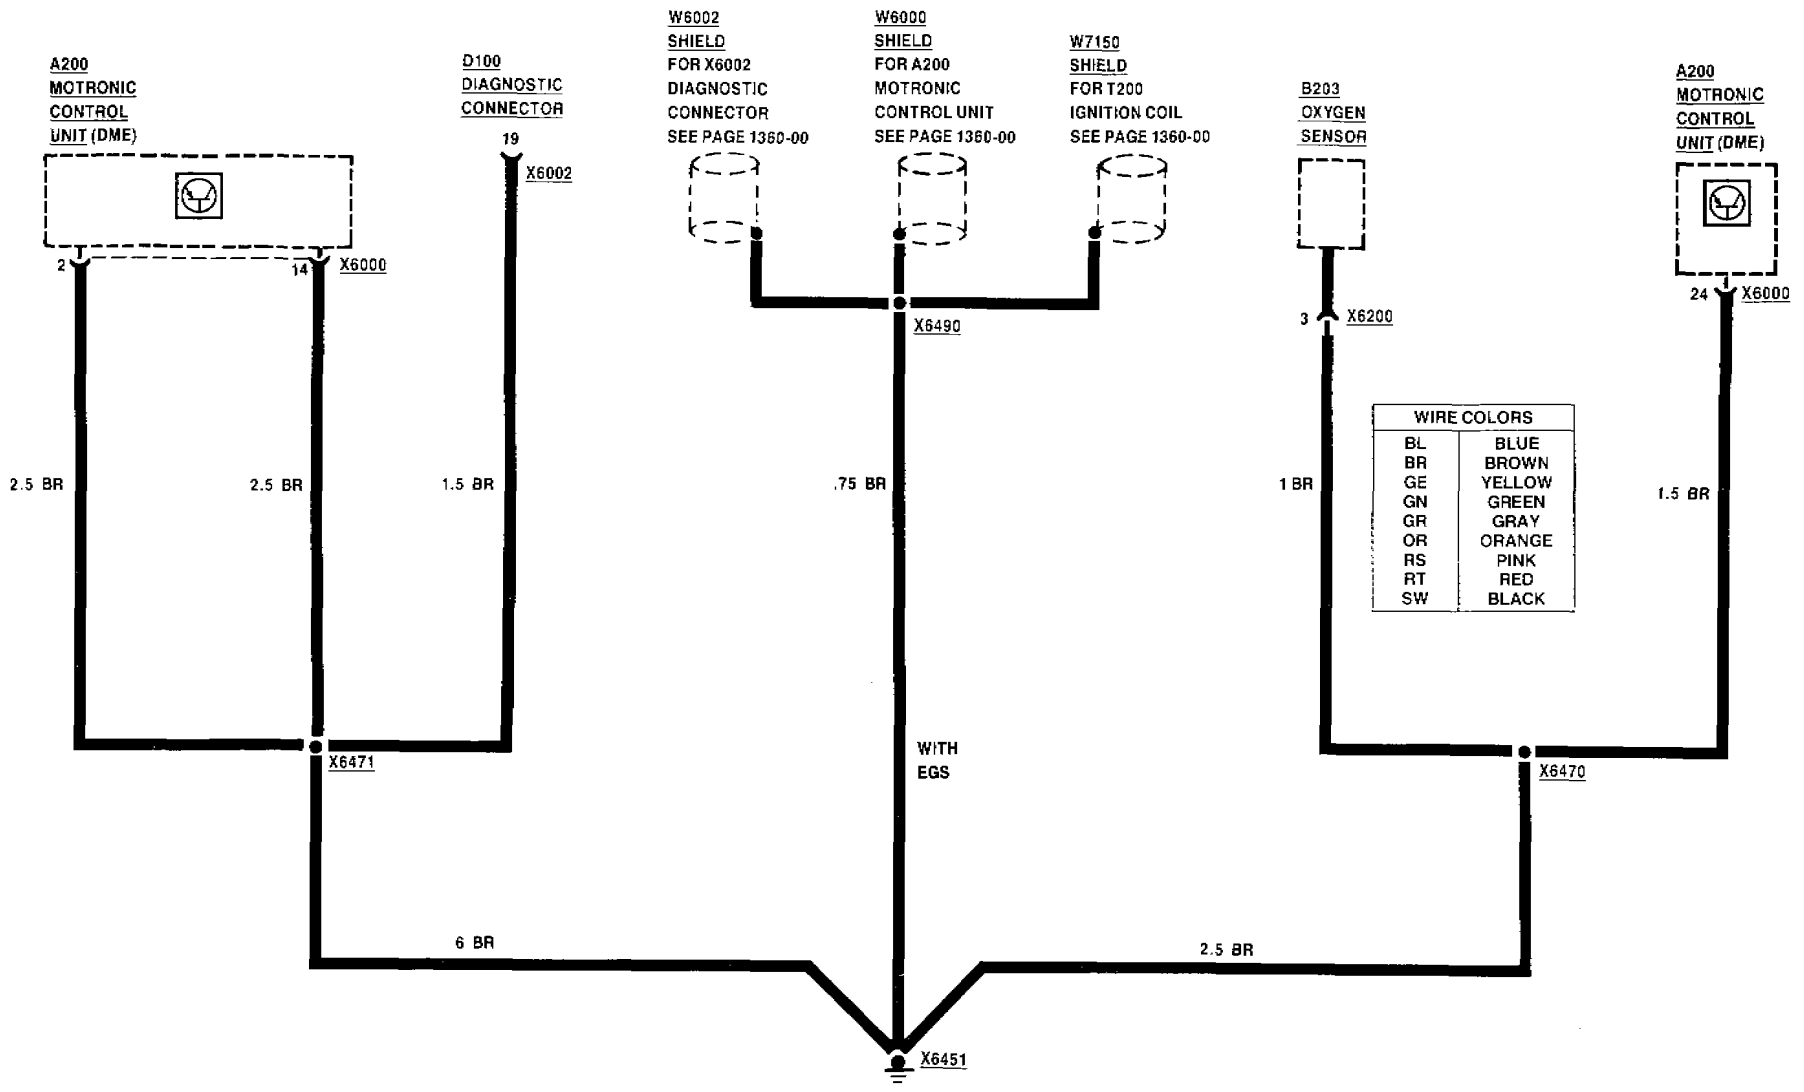 A200
MOTRONIC
CONTROL
UNIT (DME)
2
14
X6000
D100
DIAGNOSTIC
CONNECTOR
19
X6002
W6002
SHIELD
FOR X6002
DIAGNOSTIC
CONNECTOR
SEE PAGE 1360-00
W6000
SHIELD
FOR A200
MOTRONIC
CONTROL UNIT
SEE PAGE 1360-00
W7150
SHIELD
FOR T200
IGNITION COIL
SEE PAGE 1360-00
X6490
B203
OXYGEN
SENSOR
3
X6200
A200
MOTRONIC
CONTROL
UNIT (DME)
24
X6000
WIRE COLORS
BL BLUE
BR BROWN
GE YELLOW
GN GREEN
GR GRAY
OR ORANGE
RS PINK
RT RED
SW BLACK
2.5 BR
2.5 BR
1.5 BR
.75 BR
1 BR
1.5 BR
X6471
WITH
EGS
X6470
6 BR
2.5 BR
X6451